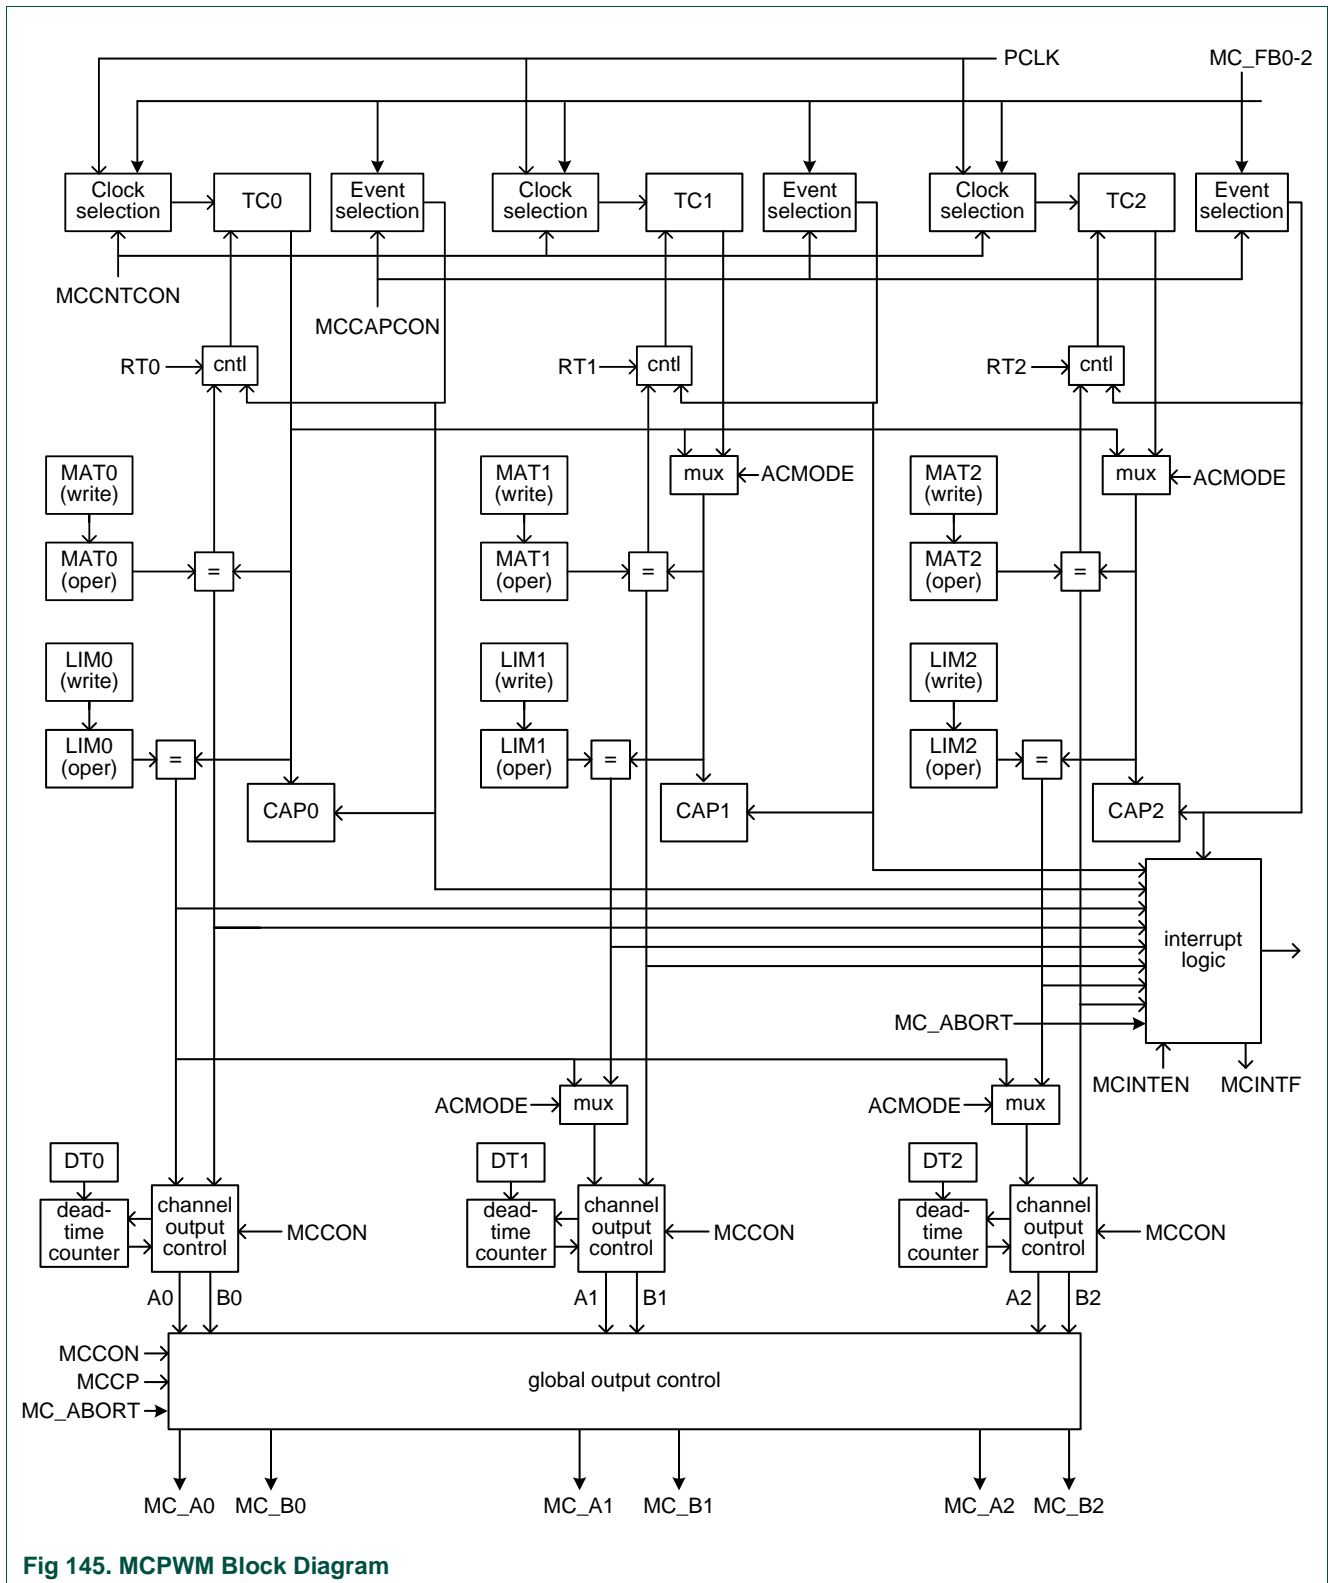 PCLK
MC_FB0-2
Clock
selection
TC0
Event
selection
Clock
selection
TC1
Event
selection
Clock
selection
TC2
Event
selection
MCCNTCON
MCCAPCON
RT0
cntl
RT1
cntl
RT2
cntl
MAT0
(write)
MAT1
(write)
mux
ACMODE
MAT2
(write)
mux
ACMODE
MAT0
(oper)
=
MAT1
(oper)
=
MAT2
(oper)
=
LIM0
(write)
LIM1
(write)
LIM2
(write)
LIM0
(oper)
=
LIM1
(oper)
=
LIM2
(oper)
=
CAP0
CAP1
CAP2
interrupt
logic
MC_ABORT
MCINTEN
MCINTF
ACMODE
mux
ACMODE
mux
DT0
DT1
DT2
dead-
time
counter
channel
output
control
MCCON
dead-
time
counter
channel
output
control
MCCON
dead-
time
counter
channel
output
control
MCCON
A0
B0
A1
B1
A2
B2
MCCON
MCCP
MC_ABORT
global output control
MC_A0
MC_B0
MC_A1
MC_B1
MC_A2
MC_B2
Fig 145. MCPWM Block Diagram